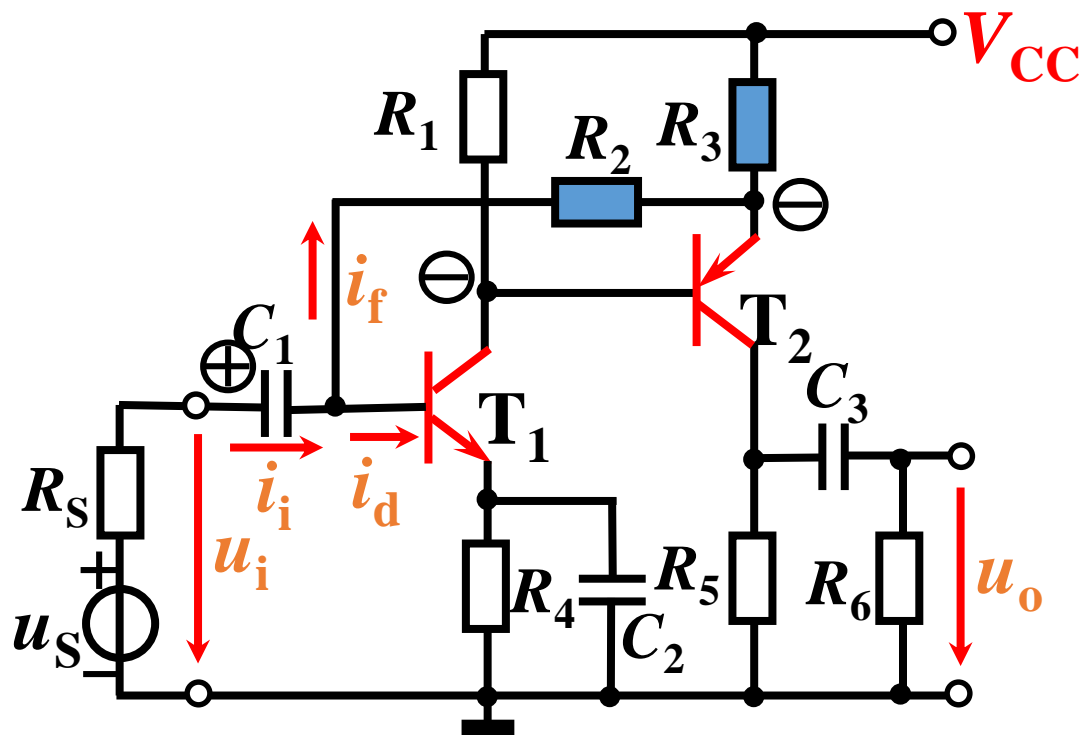 V_CC
R_1
R_2
R_3
⊖
⊖
i_f
C_1
⊕
T_2
T_1
C_3
i_i
i_d
R_S
u_i
+
R_4
C_2
R_5
R_6
u_o
u_S
−